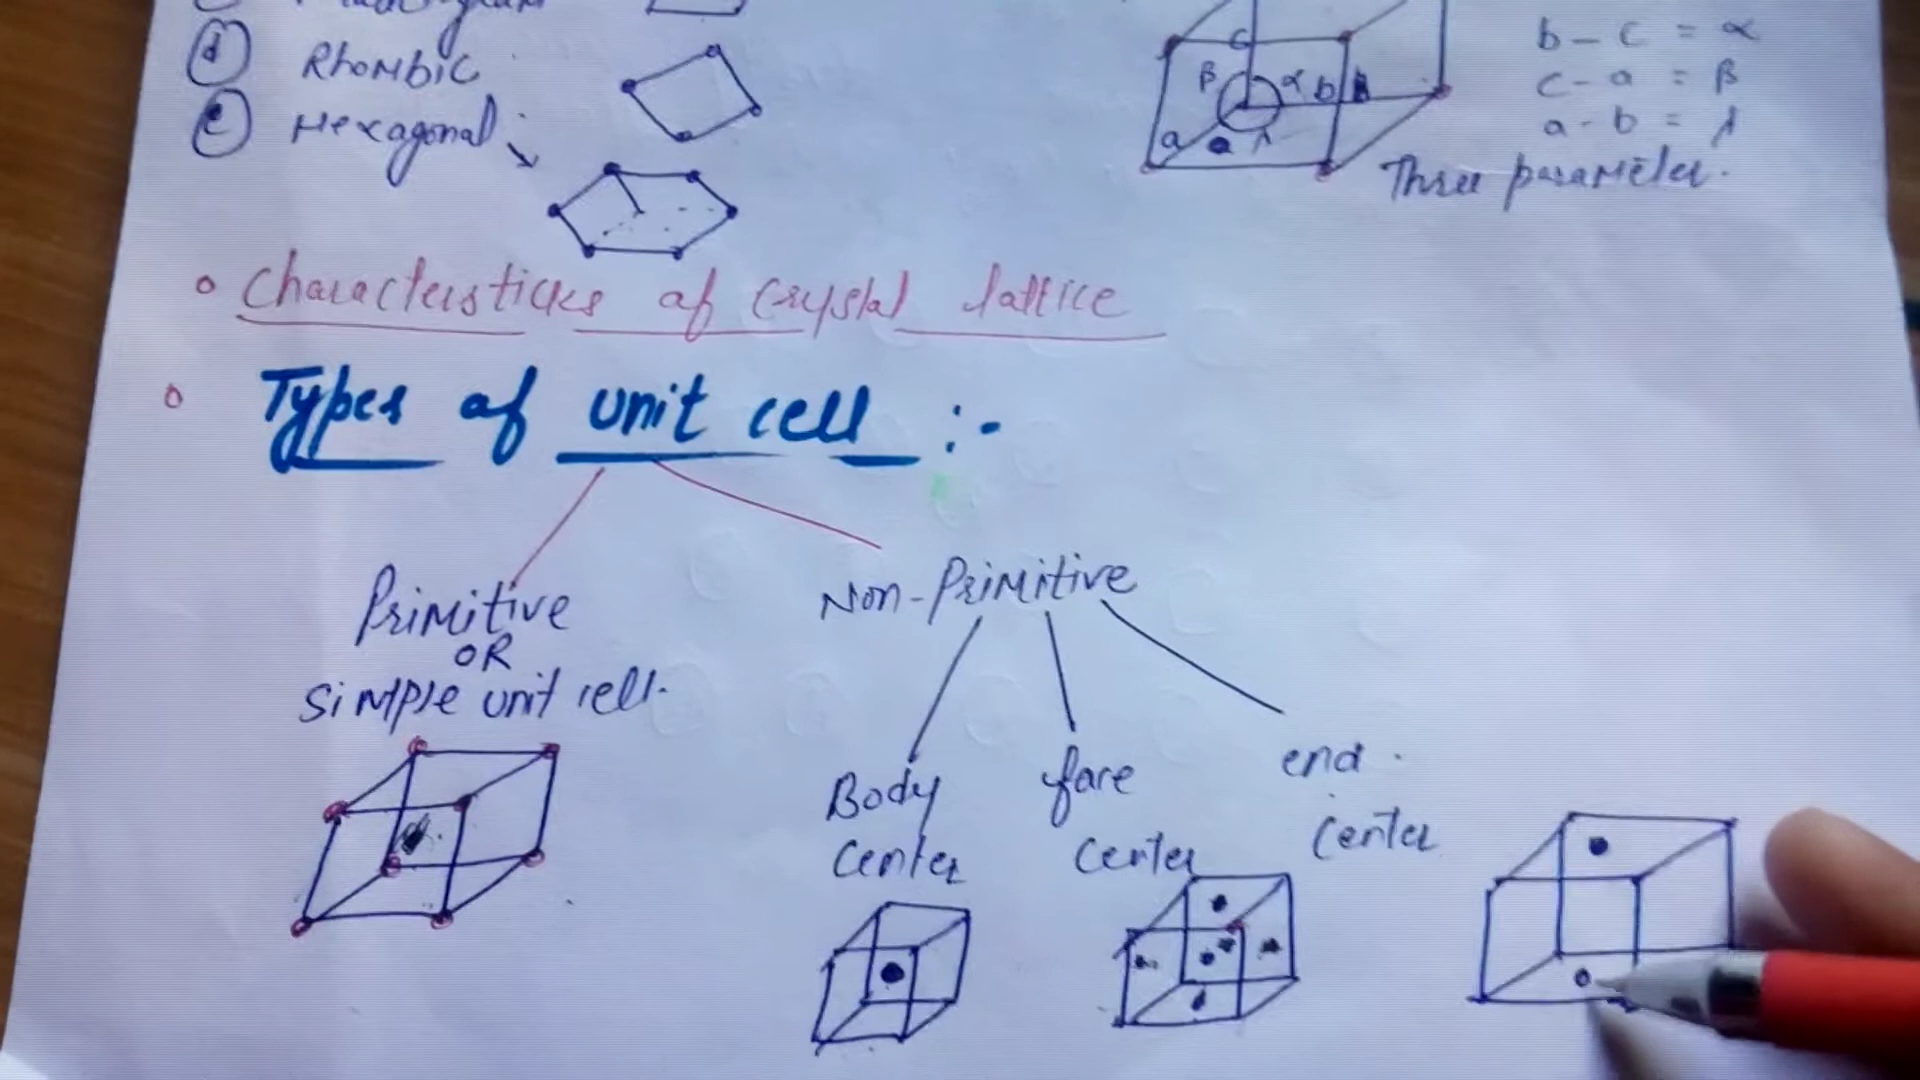 d Rhombic
e Hexagonal :
b - c = α
c - a = β
a - b = λ
Three parameter.
c
β α b
a a λ
Characterstickes of Crystal lattice
Types of unit cell :-
Primitive
OR
Simple unit cell.
Non-Primitive
Body
Center
face
Center
end .
Center